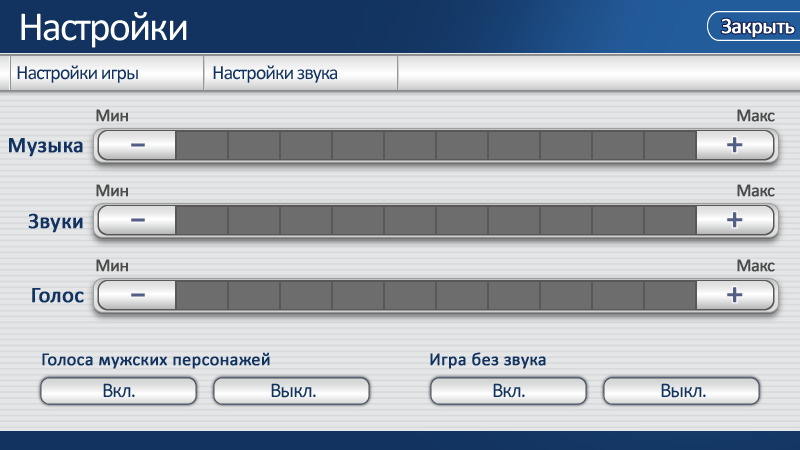 Настройки
Закрыть
Настройки игры
Настройки звука
Мин
Макс
Музыка
−
+
Мин
Макс
Звуки
−
+
Мин
Макс
Голос
−
+
Голоса мужских персонажей
Игра без звука
Вкл.
Выкл.
Вкл.
Выкл.